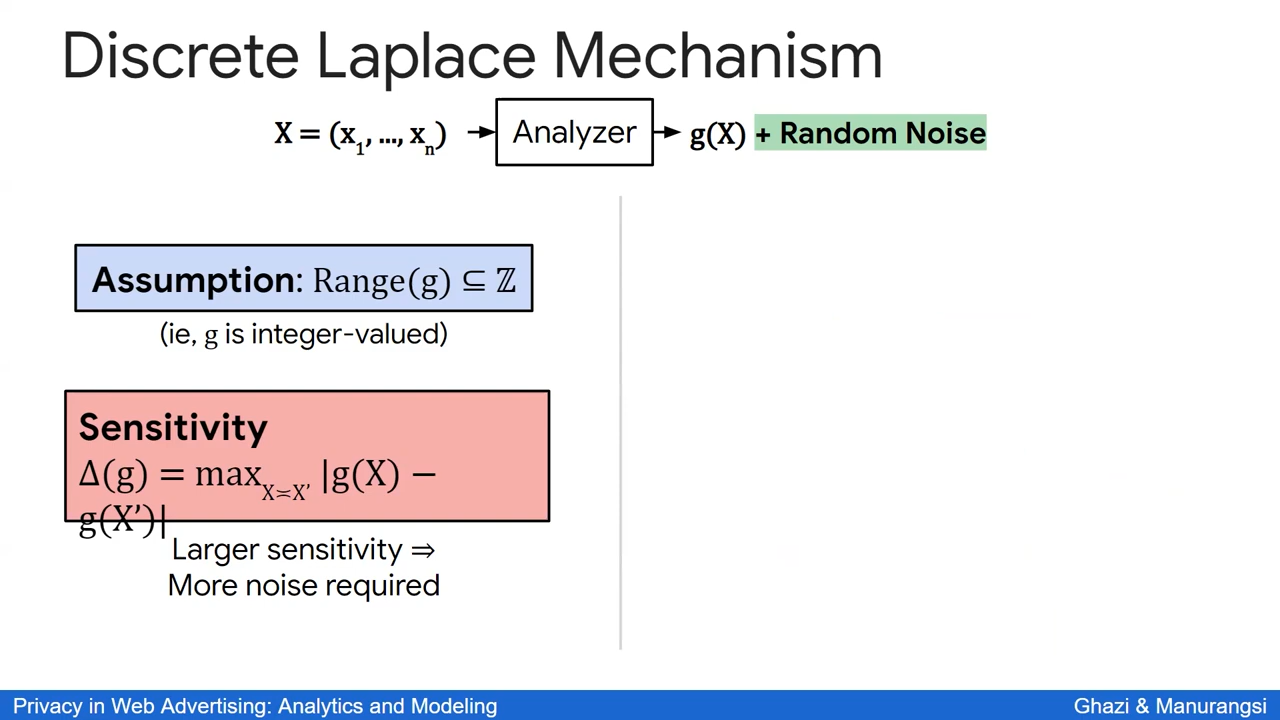 Discrete Laplace Mechanism
X = (x₁, ..., xₙ) → Analyzer → g(X) + Random Noise
Assumption: Range(g) ⊆ ℤ
(ie, g is integer-valued)
Sensitivity
Δ(g) = max_X≍X' |g(X) −
g(X')|
Larger sensitivity ⇒
More noise required
Privacy in Web Advertising: Analytics and Modeling
Ghazi & Manurangsi